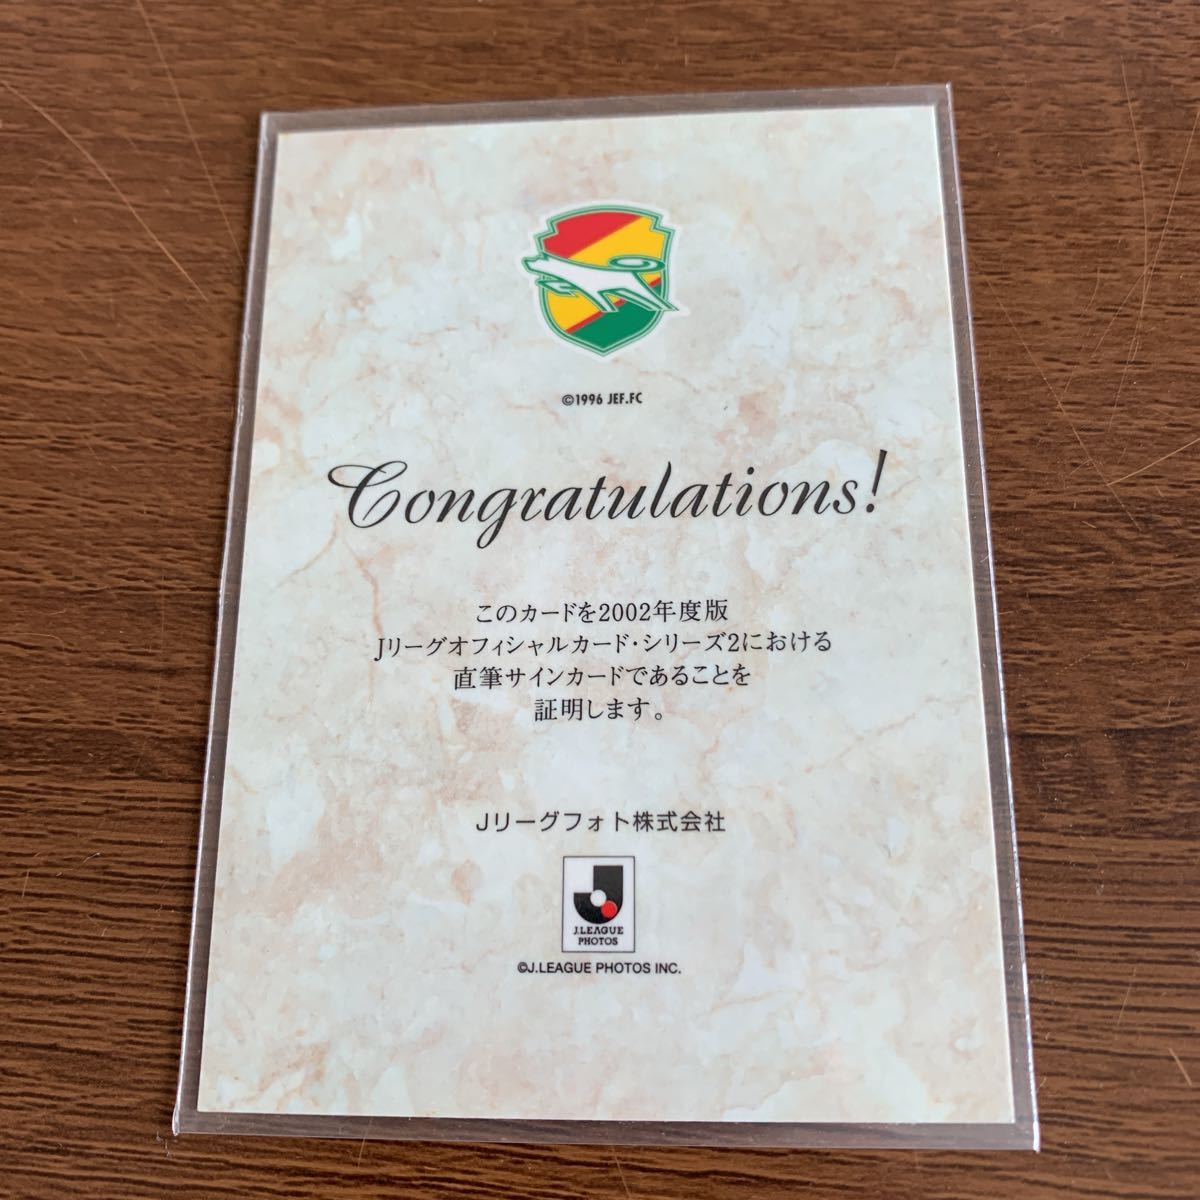 ©1996 JEF.FC
Congratulations!
このカードを2002年度版
Jリーグオフィシャルカード・シリーズ2における
直筆サインカードであることを
証明します。
Jリーグフォト株式会社
J.LEAGUE
PHOTOS
©J.LEAGUE PHOTOS INC.